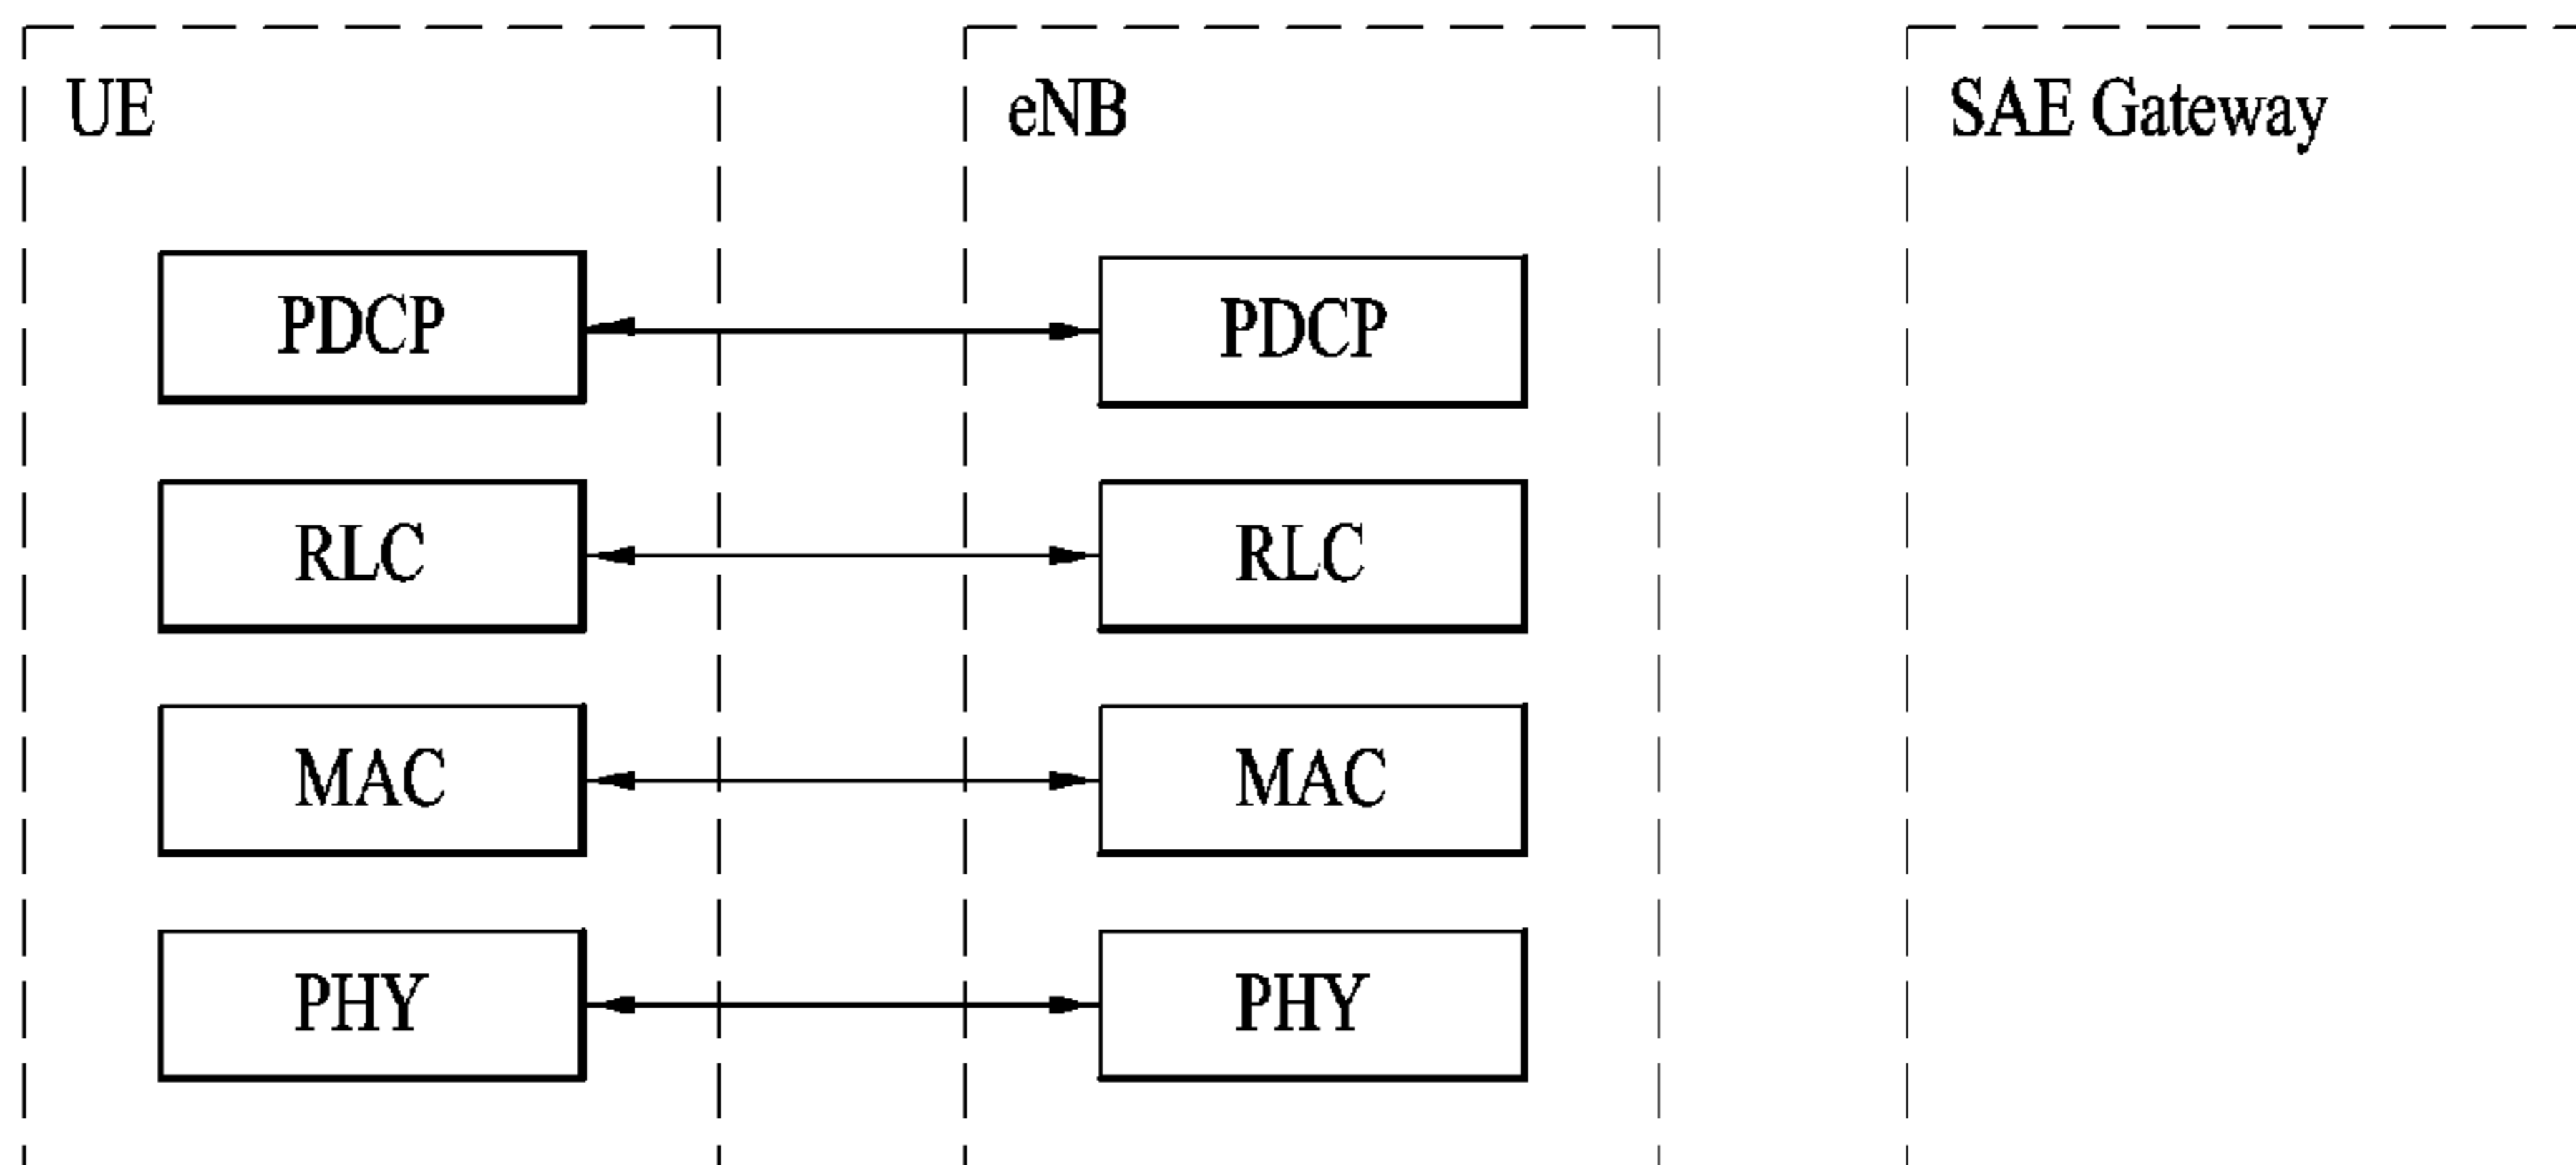 UE
eNB
SAE Gateway
PDCP
PDCP
RLC
RLC
MAC
MAC
PHY
PHY